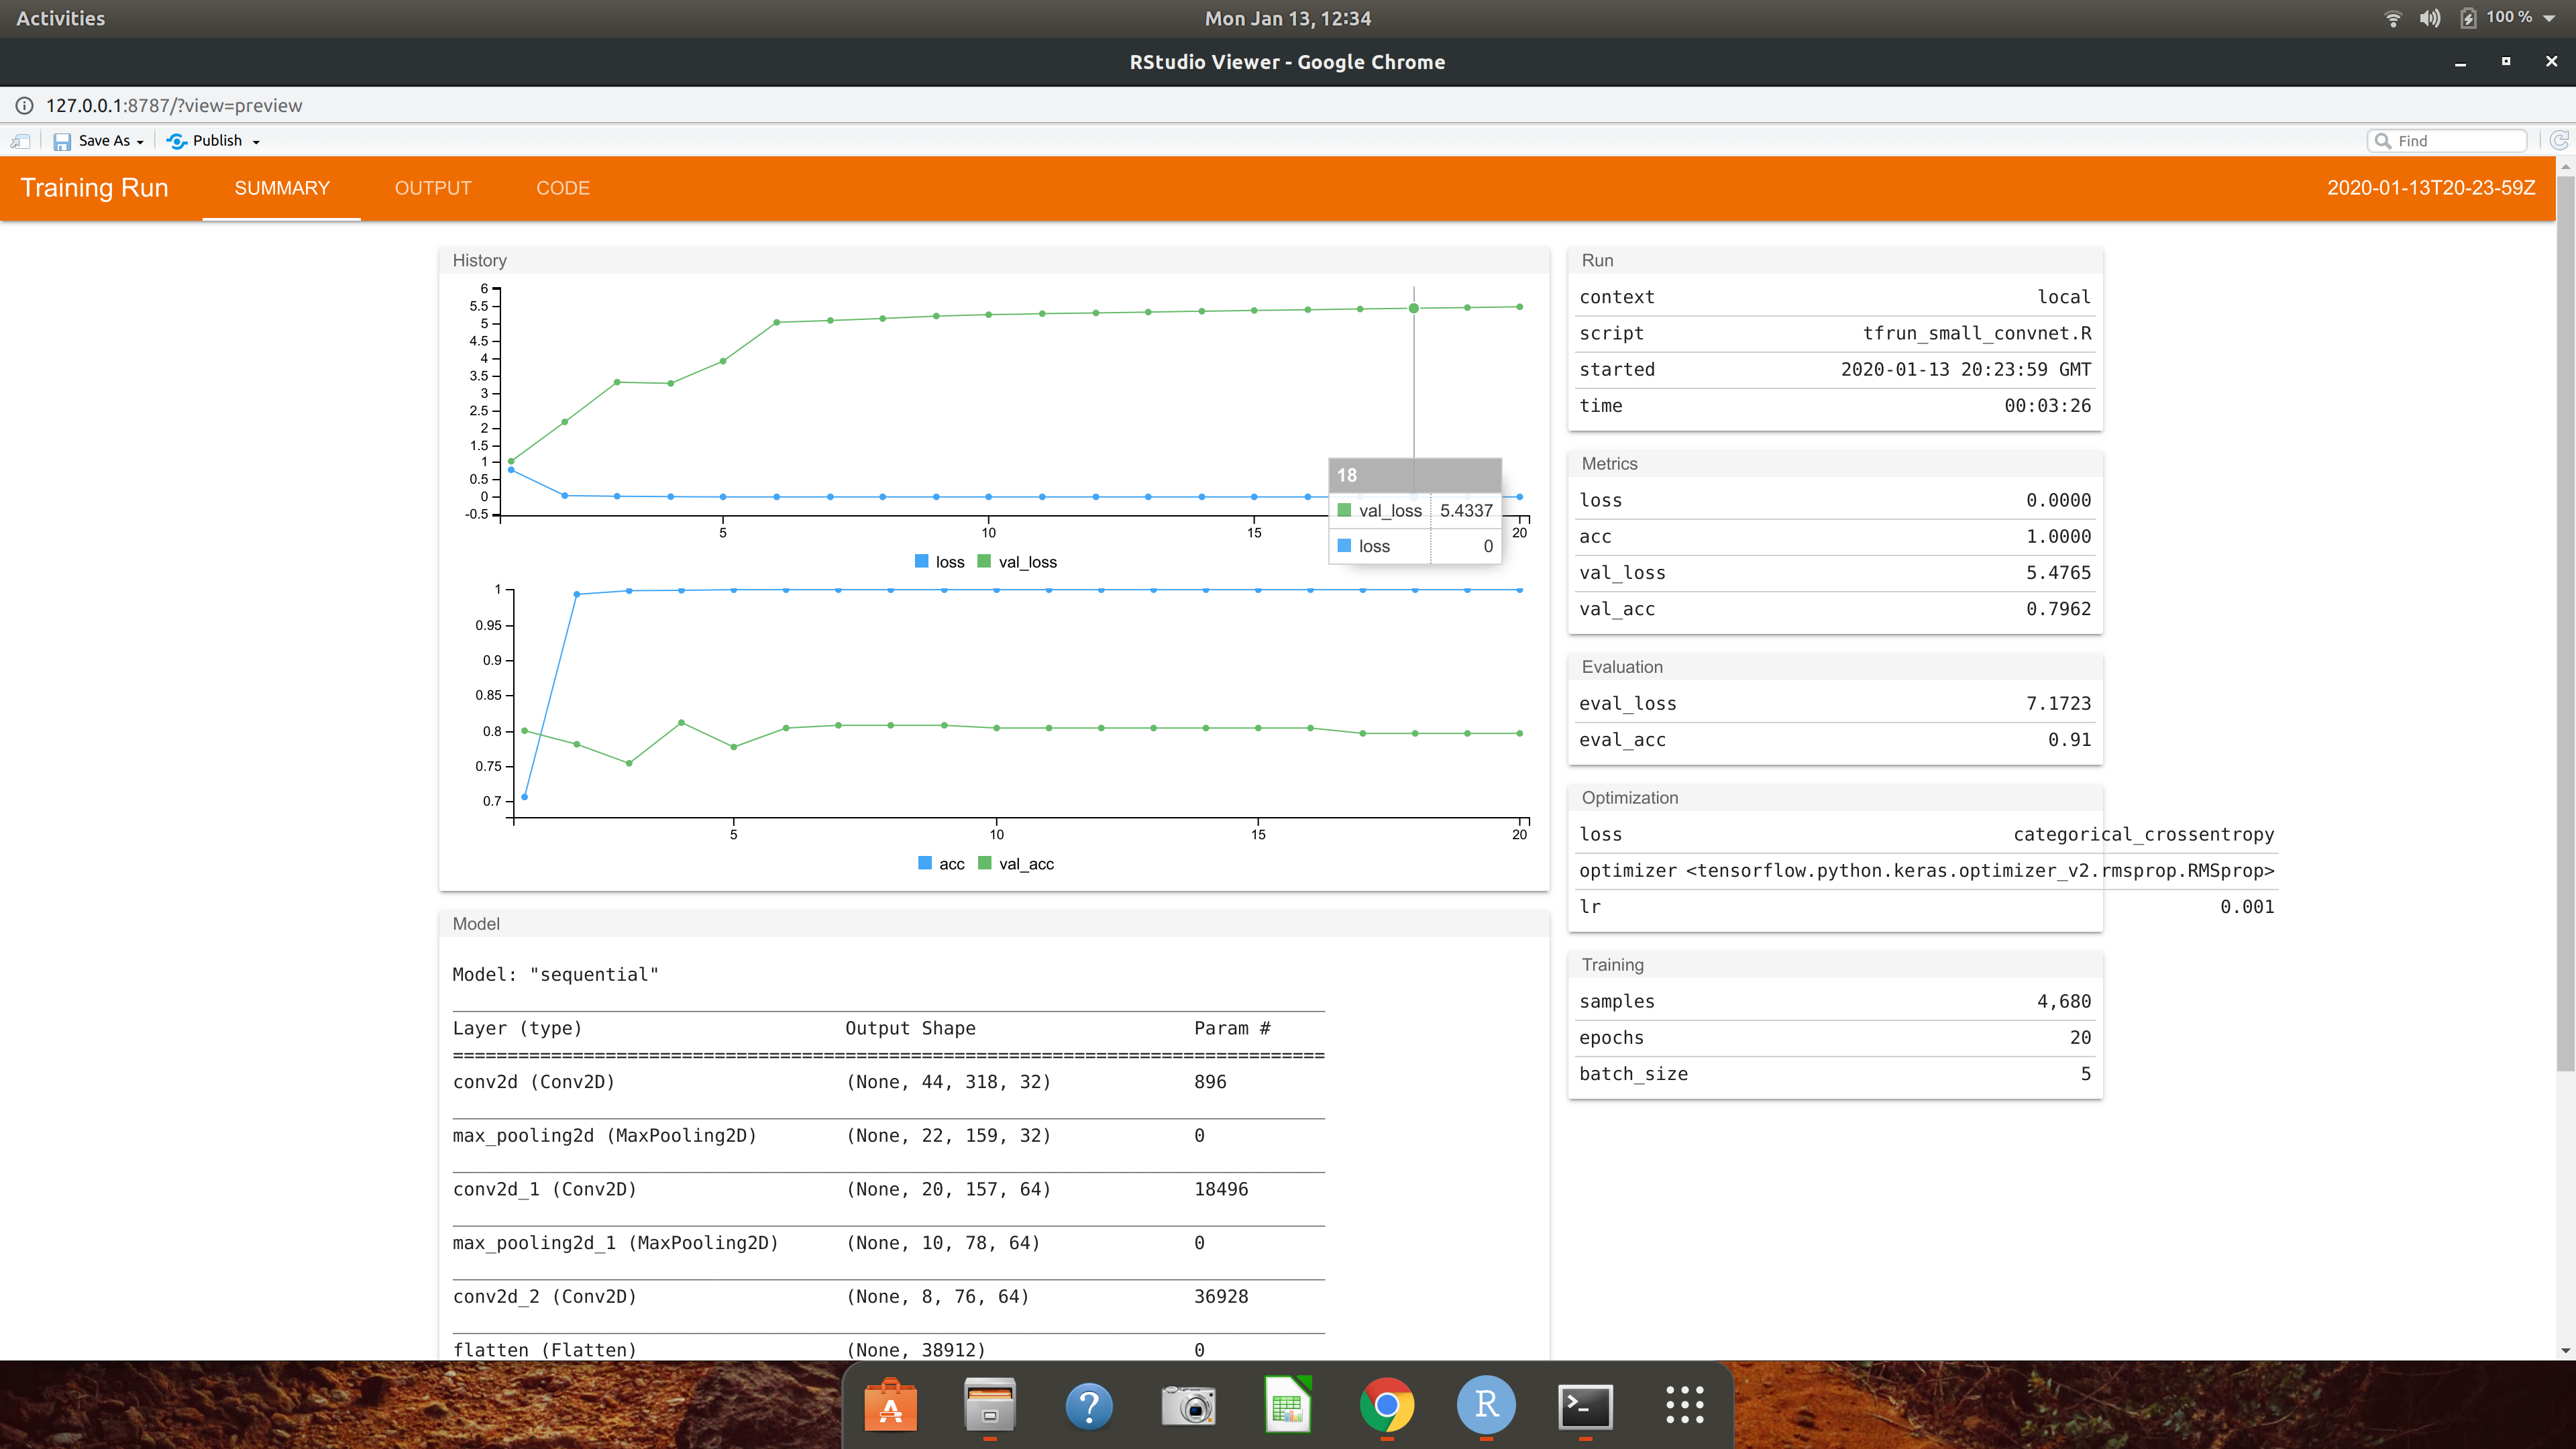 Activities
Mon Jan 13, 12:34
100 %
RStudio Viewer - Google Chrome
127.0.0.1:8787/?view=preview
Save As
Publish
Find
Training Run
SUMMARY
OUTPUT
CODE
2020-01-13T20-23-59Z
History
6
5.5
5
4.5
4
3.5
3
2.5
2
1.5
1
0.5
0
-0.5
5
10
15
20
18
val_loss 5.4337
loss 0
loss val_loss
1
0.95
0.9
0.85
0.8
0.75
0.7
5
10
15
20
acc val_acc
Model
Model: "sequential"
________________________________________________________________________________
Layer (type) Output Shape Param #
================================================================================
conv2d (Conv2D) (None, 44, 318, 32) 896
________________________________________________________________________________
max_pooling2d (MaxPooling2D) (None, 22, 159, 32) 0
________________________________________________________________________________
conv2d_1 (Conv2D) (None, 20, 157, 64) 18496
________________________________________________________________________________
max_pooling2d_1 (MaxPooling2D) (None, 10, 78, 64) 0
________________________________________________________________________________
conv2d_2 (Conv2D) (None, 8, 76, 64) 36928
________________________________________________________________________________
flatten (Flatten) (None, 38912) 0
Run
context local
script tfrun_small_convnet.R
started 2020-01-13 20:23:59 GMT
time 00:03:26
Metrics
loss 0.0000
acc 1.0000
val_loss 5.4765
val_acc 0.7962
Evaluation
eval_loss 7.1723
eval_acc 0.91
Optimization
loss categorical_crossentropy
optimizer <tensorflow.python.keras.optimizer_v2.rmsprop.RMSprop>
lr 0.001
Training
samples 4,680
epochs 20
batch_size 5
A
?
R
>_